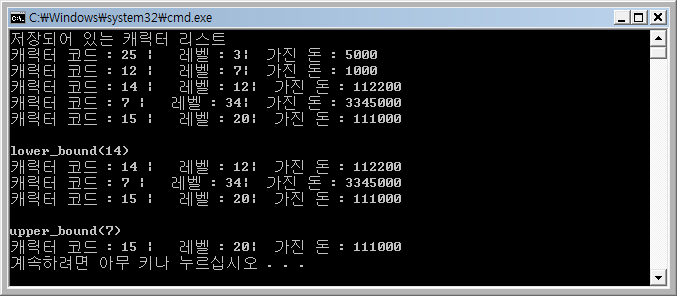 C:\Windows\system32\cmd.exe
저장되어 있는 캐릭터 리스트
캐릭터 코드 : 25 |   레벨 : 3|  가진 돈 : 5000
캐릭터 코드 : 12 |   레벨 : 7|  가진 돈 : 1000
캐릭터 코드 : 14 |   레벨 : 12|  가진 돈 : 112200
캐릭터 코드 : 7 |   레벨 : 34|  가진 돈 : 3345000
캐릭터 코드 : 15 |   레벨 : 20|  가진 돈 : 111000
lower_bound(14)
캐릭터 코드 : 14 |   레벨 : 12|  가진 돈 : 112200
캐릭터 코드 : 7 |   레벨 : 34|  가진 돈 : 3345000
캐릭터 코드 : 15 |   레벨 : 20|  가진 돈 : 111000
upper_bound(7)
캐릭터 코드 : 15 |   레벨 : 20|  가진 돈 : 111000
계속하려면 아무 키나 누르십시오 . . .